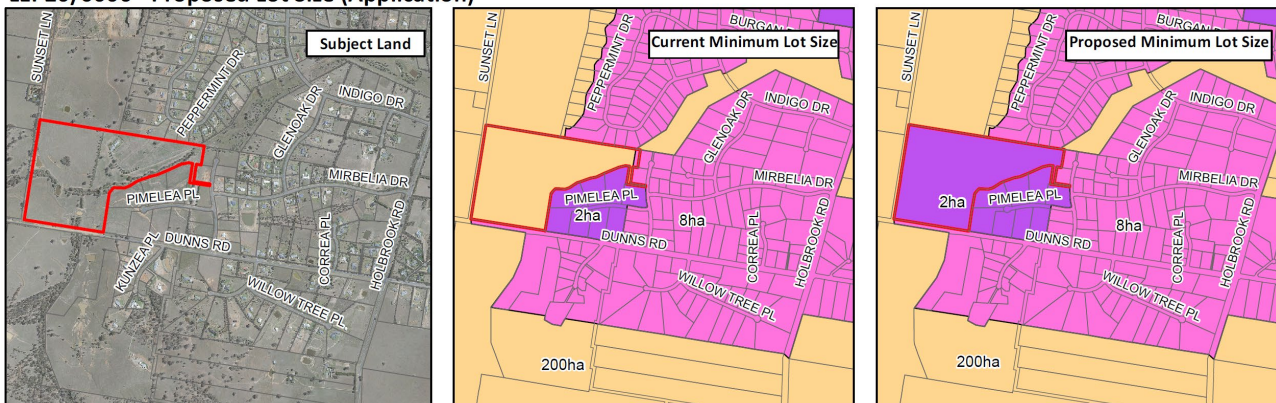 Subject Land
SUNSET LN
PEPPERMINT DR
GLENOAK DR
INDIGO DR
MIRBELIA DR
PIMELEA PL
DUNNS RD
KUNZEA PL
CORREA PL
HOLBROOK RD
WILLOW TREE PL
Current Minimum Lot Size
BURGAN
SUNSET LN
PEPPERMINT DR
GLENOAK DR
INDIGO DR
MIRBELIA DR
PIMELEA PL
2ha
8ha
DUNNS RD
CORREA PL
HOLBROOK RD
WILLOW TREE PL
200ha
Proposed Minimum Lot Size
SUNSET LN
PEPPERMINT DR
GLENOAK DR
INDIGO DR
MIRBELIA DR
PIMELEA PL
2ha
8ha
DUNNS RD
CORREA PL
HOLBROOK RD
WILLOW TREE PL
200ha